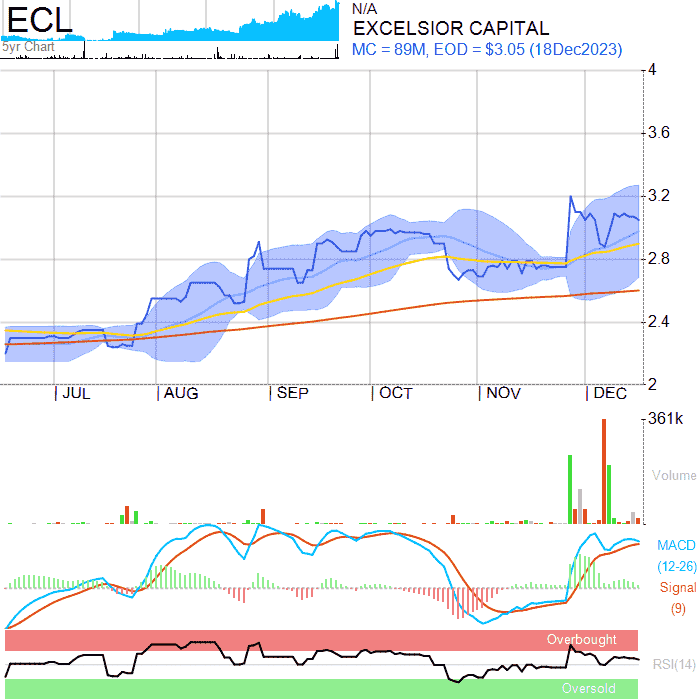 ECL
N/A
EXCELSIOR CAPITAL
5yr Chart
MC = 89M, EOD = $3.05 (18Dec2023)
4
3.6
3.2
2.8
2.4
2
JUL AUG SEP OCT NOV DEC
361k
Volume
MACD
(12-26)
Signal
(9)
Overbought
RSI(14)
Oversold